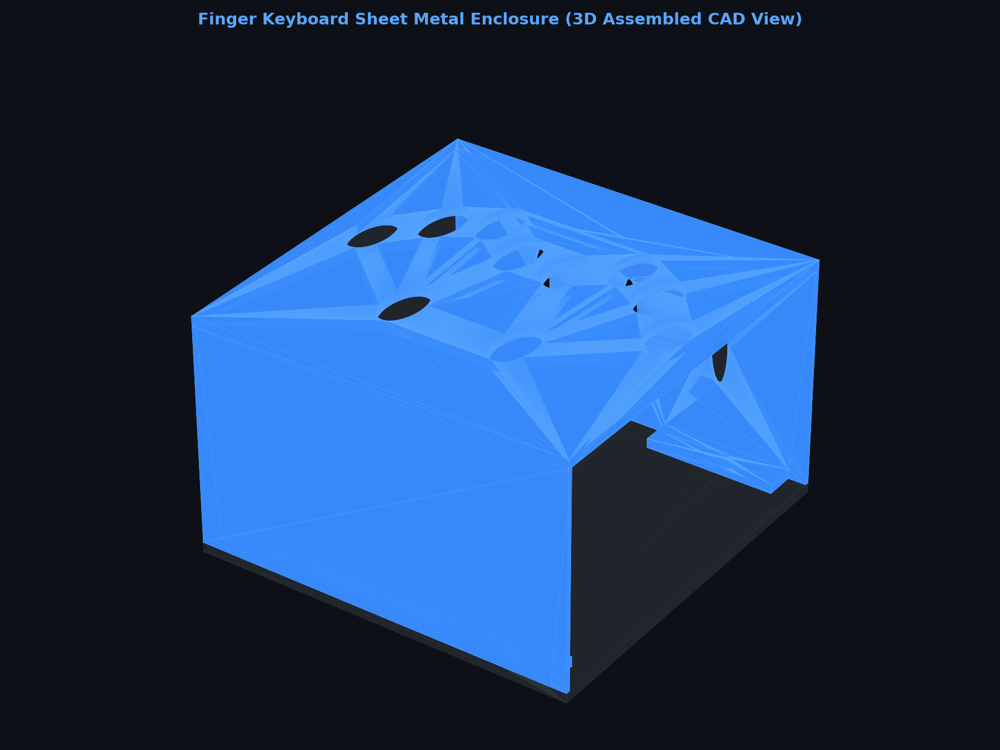 Finger Keyboard Sheet Metal Enclosure (3D Assembled CAD View)